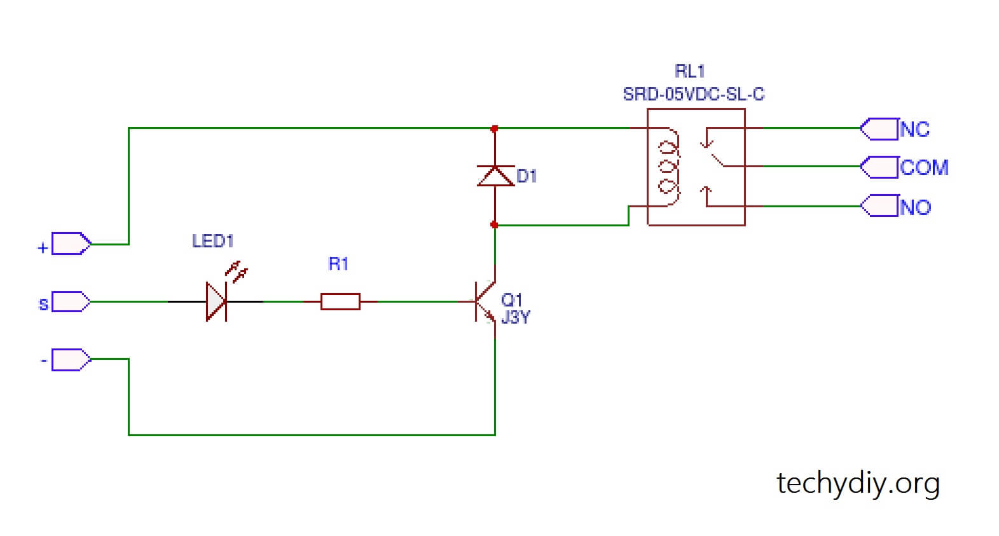 RL1
SRD-05VDC-SL-C
NC
COM
NO
D1
+
LED1
R1
s
Q1
J3Y
-
techydiy.org